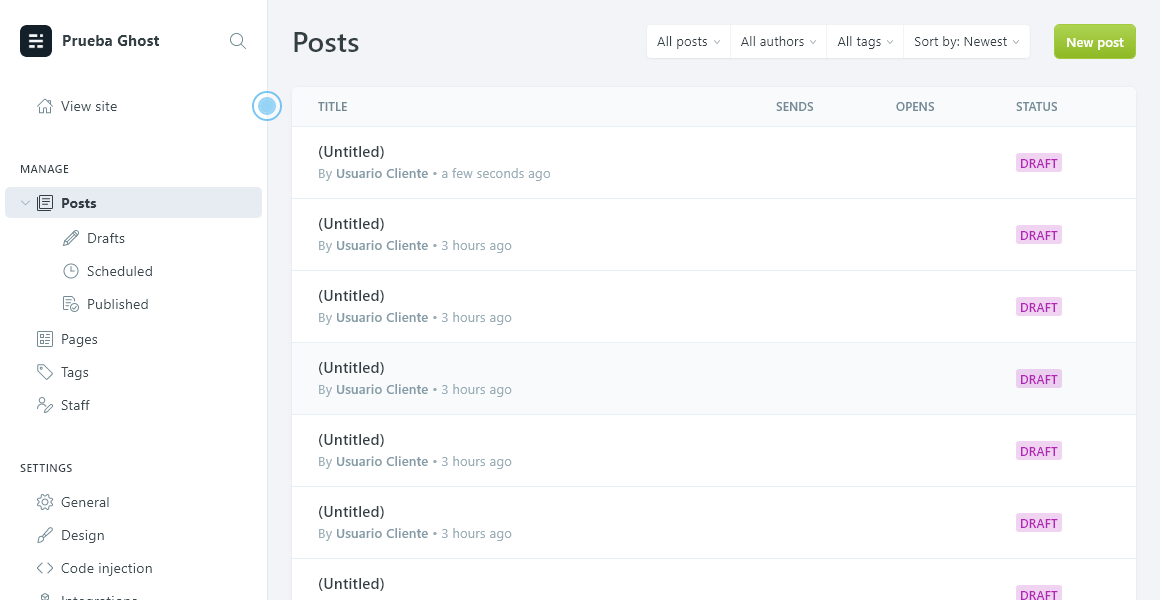 Prueba Ghost
View site
MANAGE
Posts
Drafts
Scheduled
Published
Pages
Tags
Staff
SETTINGS
General
Design
Code injection
Integrations
Posts
All posts All authors All tags Sort by: Newest New post
TITLE SENDS OPENS STATUS
(Untitled)
By Usuario Cliente • a few seconds ago
DRAFT
(Untitled)
By Usuario Cliente • 3 hours ago
DRAFT
(Untitled)
By Usuario Cliente • 3 hours ago
DRAFT
(Untitled)
By Usuario Cliente • 3 hours ago
DRAFT
(Untitled)
By Usuario Cliente • 3 hours ago
DRAFT
(Untitled)
By Usuario Cliente • 3 hours ago
DRAFT
(Untitled)
DRAFT